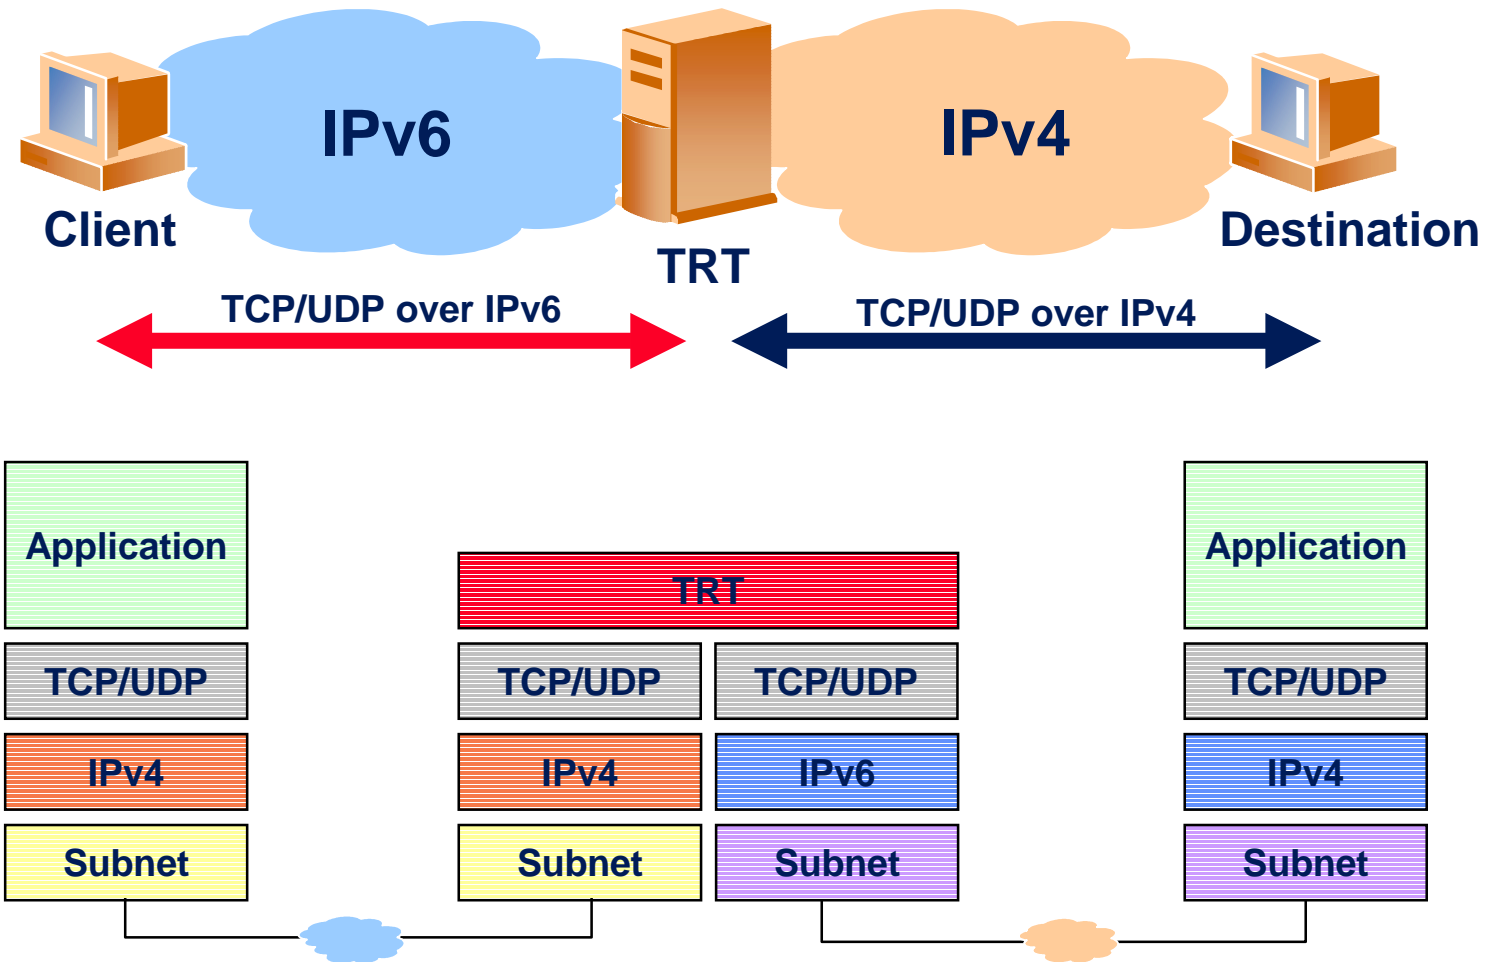 IPv6
IPv4
Client
TRT
Destination
TCP/UDP over IPv6
TCP/UDP over IPv4
Application
Application
TRT
TCP/UDP
TCP/UDP
TCP/UDP
TCP/UDP
IPv4
IPv4
IPv6
IPv4
Subnet
Subnet
Subnet
Subnet